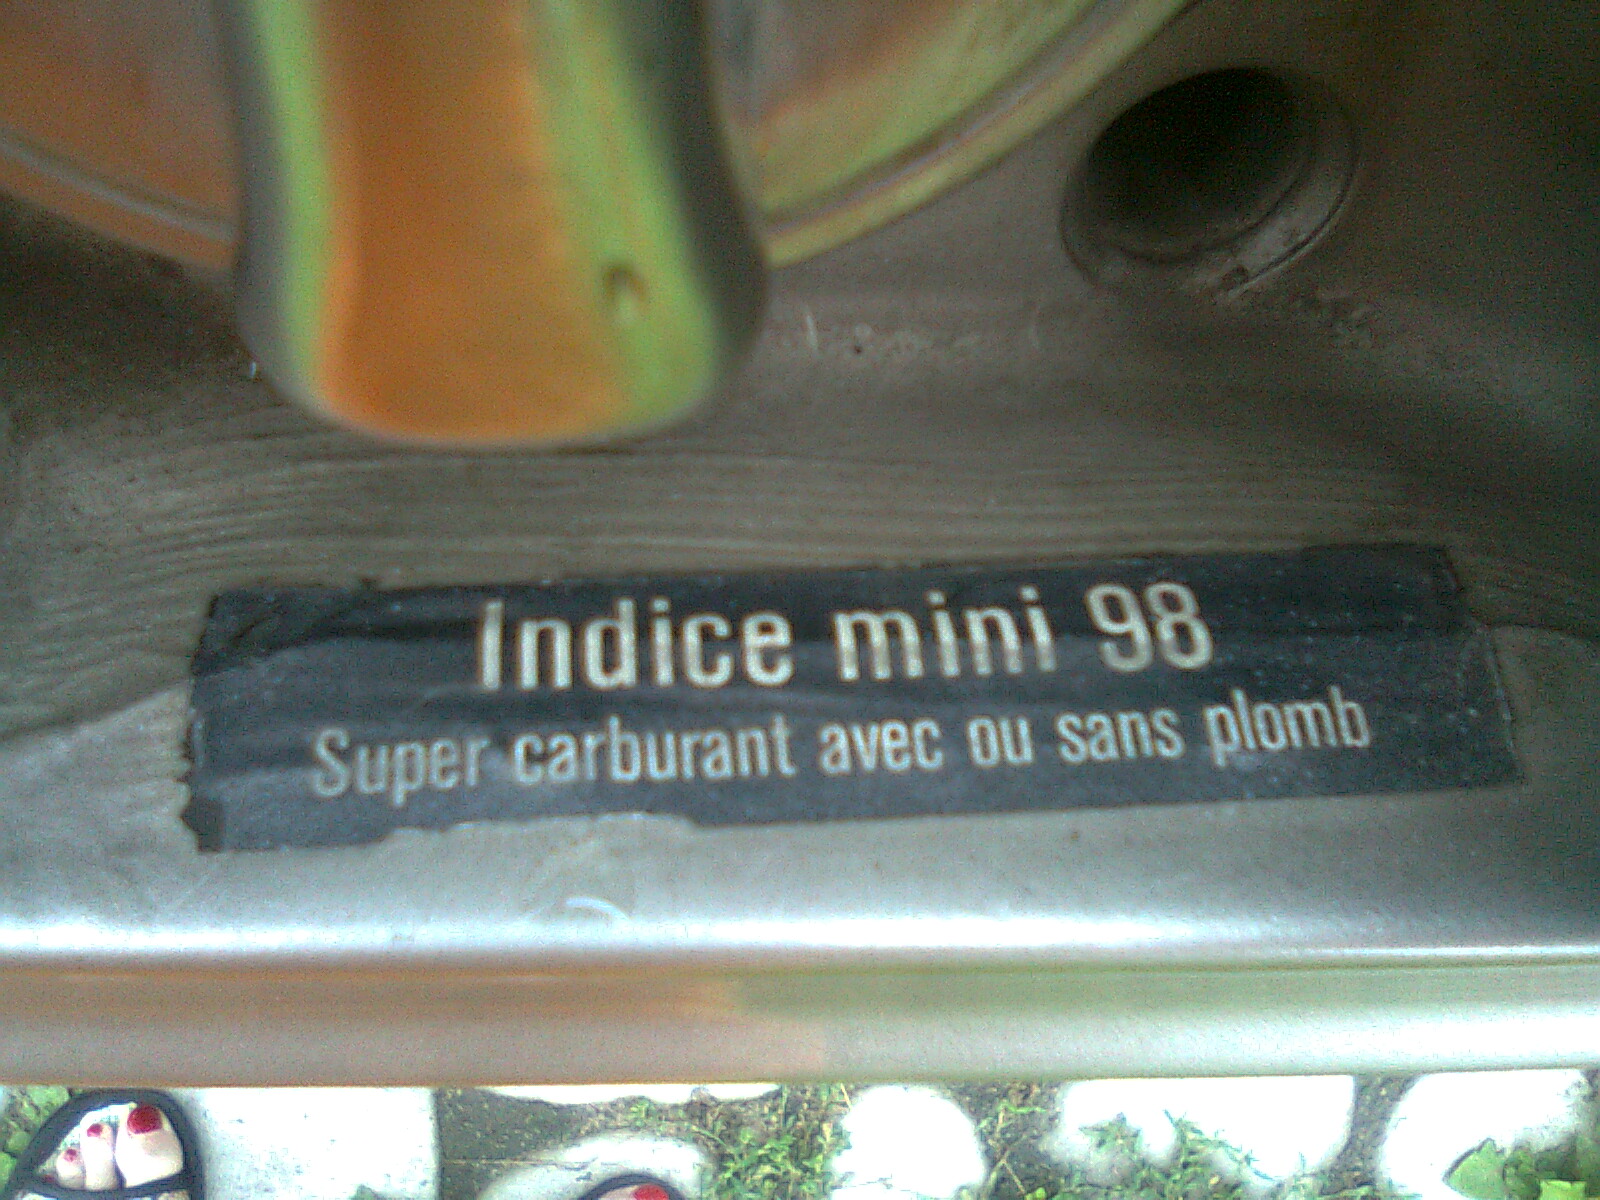 Indice mini 98
Super carburant avec ou sans plomb